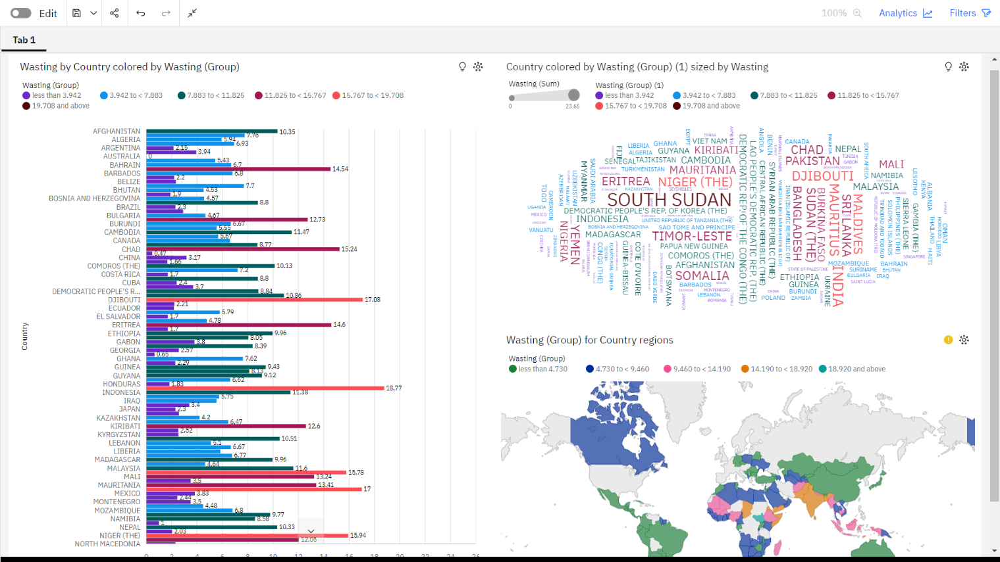 Edit
100%
Analytics
Filters
Tab 1
Wasting by Country colored by Wasting (Group)
Wasting (Group)
less than 3.942
3.942 to < 7.883
7.883 to < 11.825
11.825 to < 15.767
15.767 to < 19.708
19.708 and above
Country
AFGHANISTAN
10.35
7.76
ALGERIA
5.94
6.93
ARGENTINA
2.15
3.94
AUSTRALIA
0
5.43
BAHRAIN
6.7
14.54
BARBADOS
6.8
2.2
BELIZE
7.7
BHUTAN
4.53
1.9
BOSNIA AND HERZEGOVINA
4.57
8.8
BRAZIL
2.3
BULGARIA
4.67
12.73
BURUNDI
6.67
5.55
CAMBODIA
11.47
5.67
CANADA
8.77
CHAD
15.24
0.47
CHINA
3.17
1.66
COMOROS (THE)
10.13
7.2
COSTA RICA
1.7
8.8
CUBA
2.4
3.7
DEMOCRATIC PEOPLE'S R...
8.84
10.86
DJIBOUTI
17.08
2.21
ECUADOR
5.79
EL SALVADOR
1.7
4.78
ERITREA
14.6
1.7
ETHIOPIA
9.96
8.05
GABON
3.8
8.39
GEORGIA
2.57
0.65
GHANA
7.62
2.29
GUINEA
9.43
8.13
GUYANA
9.12
6.62
HONDURAS
1.83
18.77
INDONESIA
11.38
5.75
IRAQ
3.4
JAPAN
2.3
KAZAKHSTAN
4.2
6.47
KIRIBATI
12.6
2.52
KYRGYZSTAN
10.51
LEBANON
5.1
6.67
LIBERIA
6.77
MADAGASCAR
9.96
4.64
MALAYSIA
11.6
15.78
MALI
13.24
3.5
MAURITANIA
13.41
17
MEXICO
3.83
2.44
MONTENEGRO
3.5
4.48
MOZAMBIQUE
6.8
9.77
NAMIBIA
8.58
1
NEPAL
10.33
2.03
NIGER (THE)
15.94
12.05
NORTH MACEDONIA
Country colored by Wasting (Group) (1) sized by Wasting
Wasting (Sum)
0
23.65
Wasting (Group) (1)
less than 3.942
3.942 to < 7.883
7.883 to < 11.825
11.825 to < 15.767
15.767 to < 19.708
19.708 and above
EGYPT
TONGA
ARMENIA
ANGOLA
BENIN
MARSHALL ISLANDS
CANADA
RWANDA
LIBERIA
GHANA
VIET NAM
ALGERIA
GUYANA
KIRIBATI
CHAD
NEPAL
FIJI
SENEGAL
TAJIKISTAN
CAMBODIA
PAKISTAN
TUNISIA
GABON
MALI
SOUTH AFRICA
MYANMAR
SAUDI ARABIA
TURKMENISTAN
MAURITANIA
NORTH MACEDONIA
DJIBOUTI
NAMIBIA
LESOTHO
AZERBAIJAN
MALAWI
UZBEKISTAN
ERITREA
NIGER (THE)
MALAYSIA
KENYA
ALBANIA
TOGO
CAMEROON
KAZAKHSTAN
SEYCHELLES
SOUTH SUDAN
UGANDA
DEMOCRATIC PEOPLE'S REP. OF KOREA (THE)
MEXICO
INDONESIA
UNITED REPUBLIC OF TANZANIA (THE)
BOSNIA AND HERZEGOVINA
SAO TOME AND PRINCIPE
VANUATU
MADAGASCAR
TIMOR-LESTE
CZECHIA
ZIMBABWE
NIGERIA
YEMEN
PAPUA NEW GUINEA
COMOROS (THE)
AFGHANISTAN
SOMALIA
BARBADOS
MONTENEGRO
LEBANON
ROMANIA
JAMAICA
CONGO (THE)
EQUATORIAL GUINEA
GUINEA-BISSAU
COTE D'IVOIRE
CABO VERDE
BOTSWANA
DEMOCRATIC REP. OF THE CONGO (THE)
LAO PEOPLE'S DEMOCRATIC REP. (THE)
CENTRAL AFRICAN REPUBLIC (THE)
SYRIAN ARAB REPUBLIC (THE)
VENEZUELA (BOLIVARIAN REPUBLIC OF)
IRAN (ISLAMIC REPUBLIC OF)
BANGLADESH
SUDAN (THE)
BURKINA FASO
MAURITIUS
SRI LANKA
MALDIVES
REPUBLIC OF MOLDOVA (THE)
TRINIDAD AND TOBAGO
SOLOMON ISLANDS
PHILIPPINES (THE)
SIERRA LEONE
GAMBIA (THE)
THAILAND
MOROCCO
LIBYA
OMAN
HAITI
SINGAPORE
MOZAMBIQUE
BAHRAIN
STATE OF PALESTINE
SURINAME
BHUTAN
ETHIOPIA
BULGARIA
IRAQ
GUINEA
SAINT LUCIA
CHINA
BURUNDI
POLAND
ZAMBIA
UKRAINE
INDIA
Wasting (Group) for Country regions
Wasting (Group)
less than 4.730
4.730 to < 9.460
9.460 to < 14.190
14.190 to < 18.920
18.920 and above